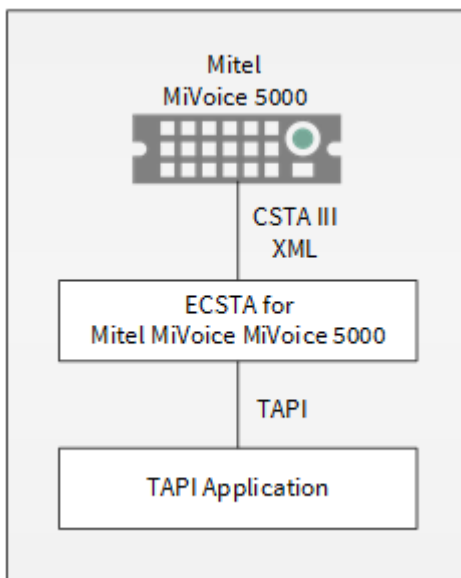 Mitel
MiVoice 5000
CSTA III
XML
ECSTA for
Mitel MiVoice MiVoice 5000
TAPI
TAPI Application